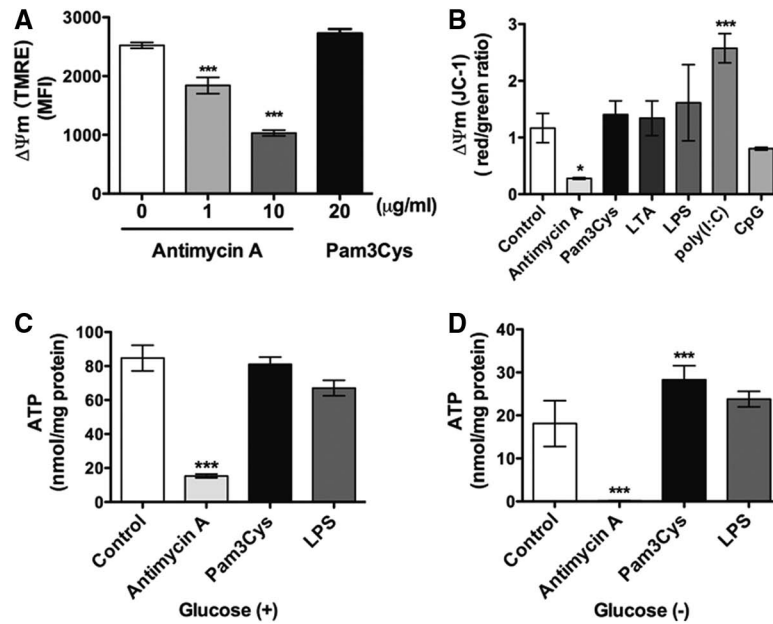 A
ΔΨm (TMRE)
(MFI)
3000
2000
1000
0
***
***
0 1 10 20 (μg/ml)
Antimycin A Pam3Cys
B
ΔΨm (JC-1)
( red/green ratio)
3
2
1
0
*
***
Control
Antimycin A
Pam3Cys
LTA
LPS
poly(I:C)
CpG
C
ATP
(nmol/mg protein)
100
80
60
40
20
0
***
Control
Antimycin A
Pam3Cys
LPS
Glucose (+)
D
ATP
(nmol/mg protein)
40
30
20
10
0
***
***
Control
Antimycin A
Pam3Cys
LPS
Glucose (-)